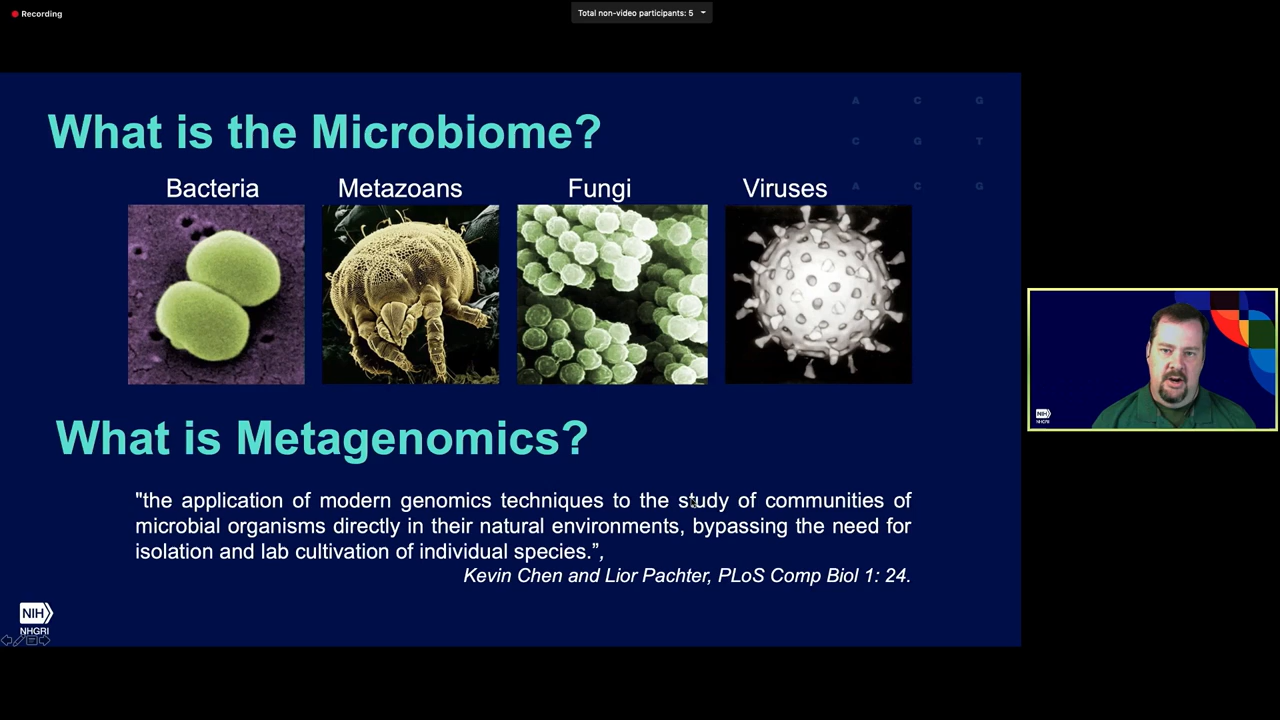 Recording
Total non-video participants: 5
What is the Microbiome?
A C G
C G T
A C G
Bacteria Metazoans Fungi Viruses
What is Metagenomics?
"the application of modern genomics techniques to the study of communities of
microbial organisms directly in their natural environments, bypassing the need for
isolation and lab cultivation of individual species.”,
Kevin Chen and Lior Pachter, PLoS Comp Biol 1: 24.
NIH
NHGRI
NIH
NHGRI